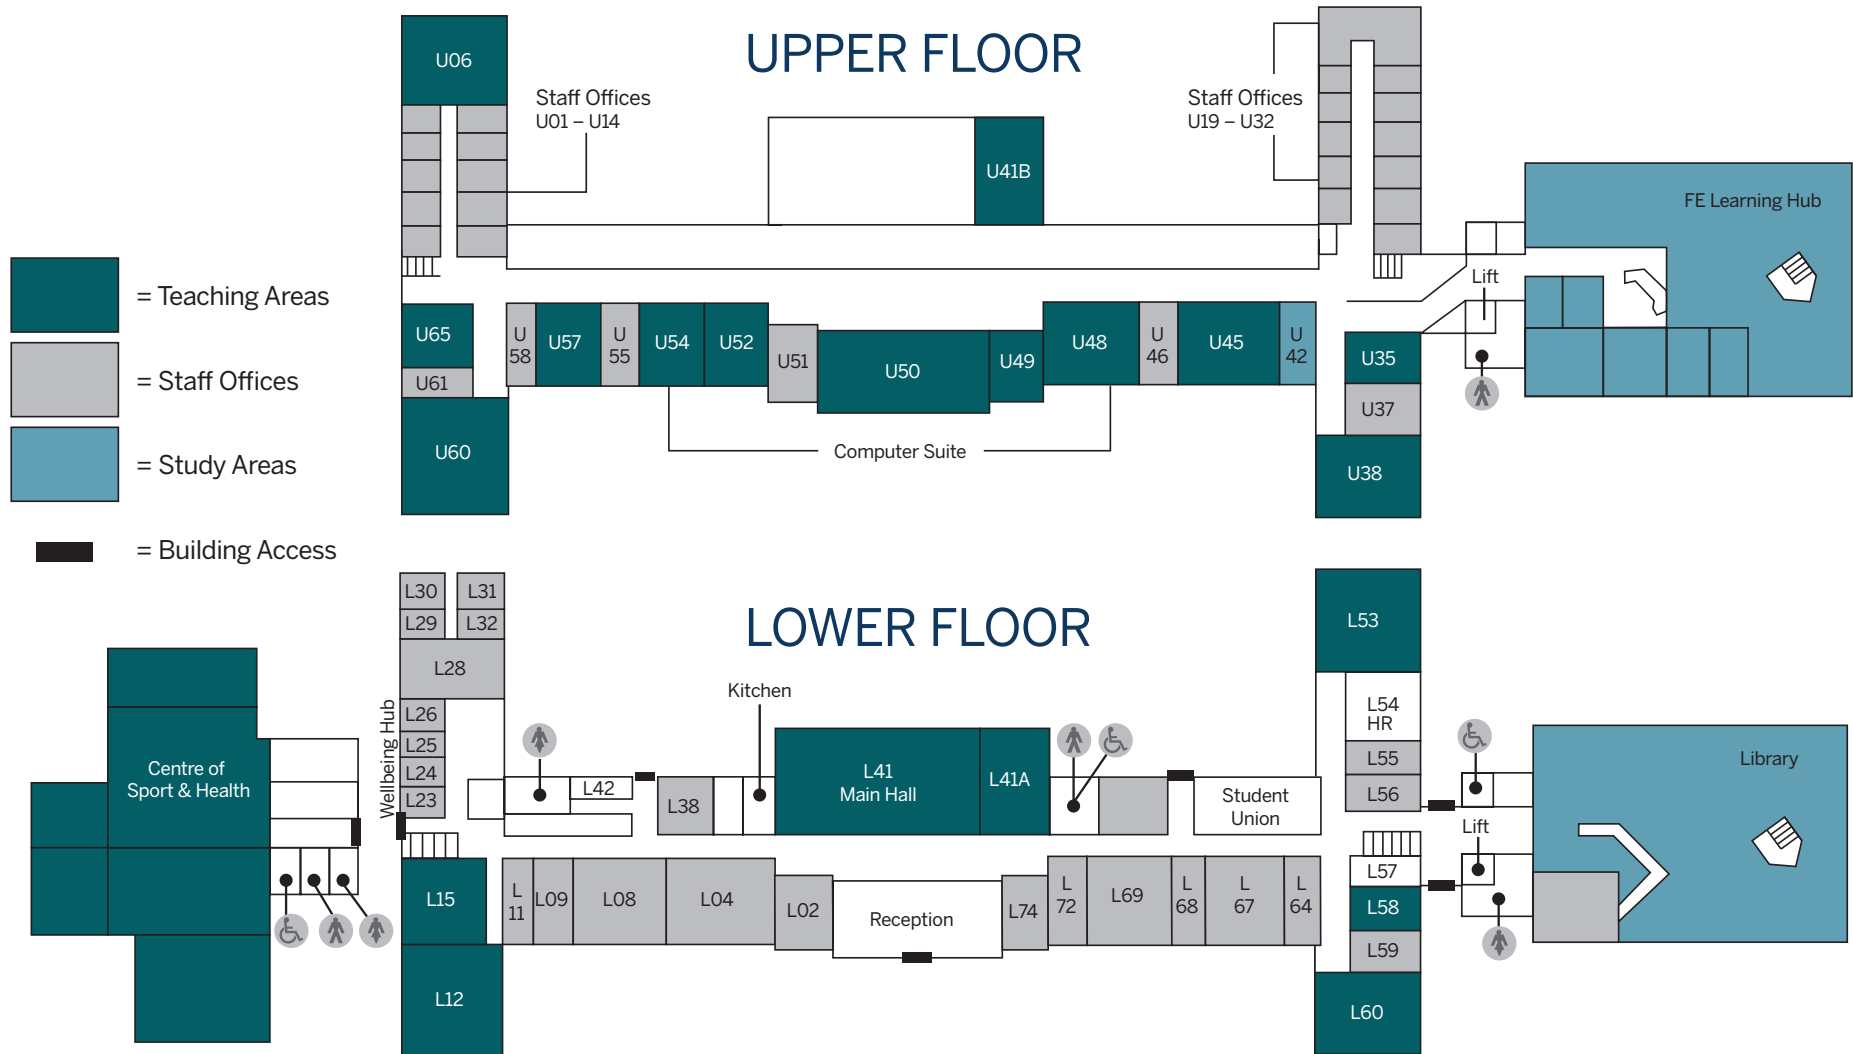 UPPER FLOOR
U06
Staff Offices
U01 – U14
Staff Offices
U19 – U32
U41B
FE Learning Hub
Lift
= Teaching Areas
= Staff Offices
= Study Areas
= Building Access
U65
U61
U60
U
58
U57
U
55
U54
U52
U51
U50
U49
U48
U
46
U45
U
42
U35
U37
U38
Computer Suite
LOWER FLOOR
L30
L31
L29
L32
L28
L26
L25
L24
L23
Wellbeing Hub
Centre of
Sport & Health
Kitchen
L42
L38
L41
Main Hall
L41A
Student
Union
L53
L54
HR
L55
L56
Library
Lift
L57
L58
L59
L60
L15
L12
L
11
L09
L08
L04
L02
Reception
L74
L
72
L69
L
68
L
67
L
64